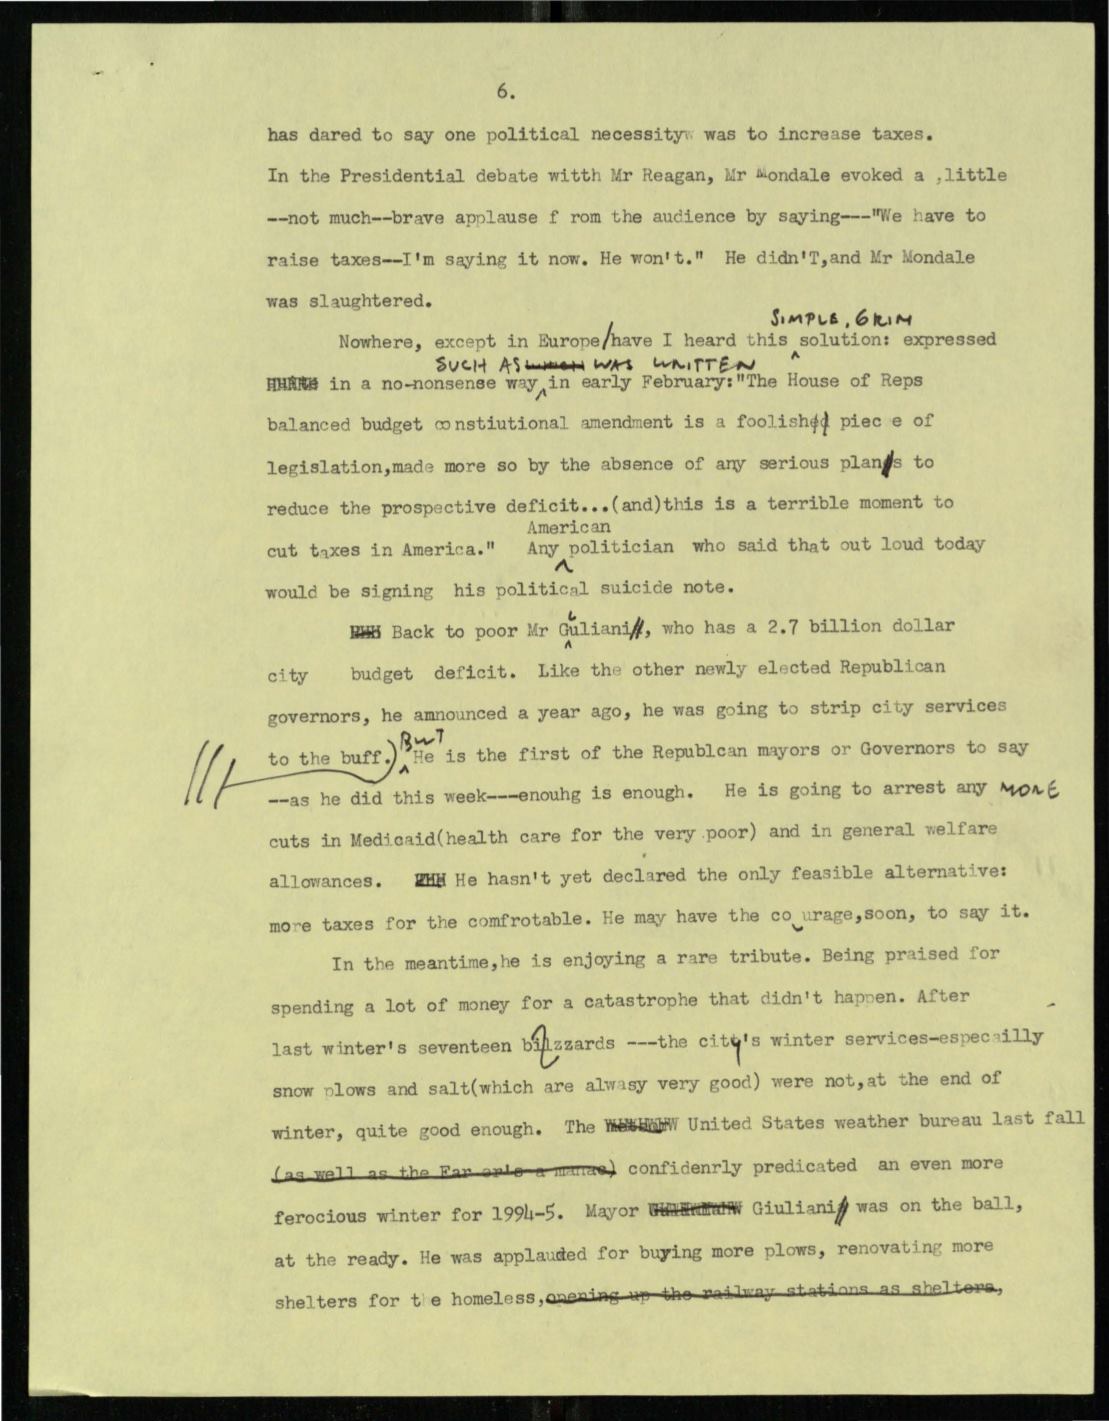 6.
has dared to say one political necessity was to increase taxes.
In the Presidential debate witth Mr Reagan, Mr Mondale evoked a ,little
--not much--brave applause f rom the audience by saying---"We have to
raise taxes--I'm saying it now. He won't." He didn'T,and Mr Mondale
was slaughtered.
SIMPLE, GRIM
Nowhere, except in Europe/have I heard this solution: expressed
SUCH AS WAS WRITTEN
in a no-nonsense way in early February:"The House of Reps
balanced budget constiutional amendment is a foolish piec e of
legislation,made more so by the absence of any serious plans to
reduce the prospective deficit...(and)this is a terrible moment to
American
cut taxes in America." Any politician who said that out loud today
would be signing his political suicide note.
Back to poor Mr Guliani, who has a 2.7 billion dollar
city budget deficit. Like the other newly elected Republican
governors, he amnounced a year ago, he was going to strip city services
BUT
to the buff.) He is the first of the Republcan mayors or Governors to say
--as he did this week---enouhg is enough. He is going to arrest any MORE
cuts in Medicaid(health care for the very .poor) and in general welfare
allowances. He hasn't yet declared the only feasible alternative:
more taxes for the comfrotable. He may have the co urage,soon, to say it.
In the meantime,he is enjoying a rare tribute. Being praised for
spending a lot of money for a catastrophe that didn't happen. After
last winter's seventeen bilzzards ---the city's winter services-especailly
snow plows and salt(which are alwasy very good) were not,at the end of
winter, quite good enough. The United States weather bureau last fall
(as well as the Far er's a manac) confidenrly predicated an even more
ferocious winter for 1994-5. Mayor Giuliani was on the ball,
at the ready. He was applauded for buying more plows, renovating more
shelters for t e homeless,opening up the railway stations as shelters,